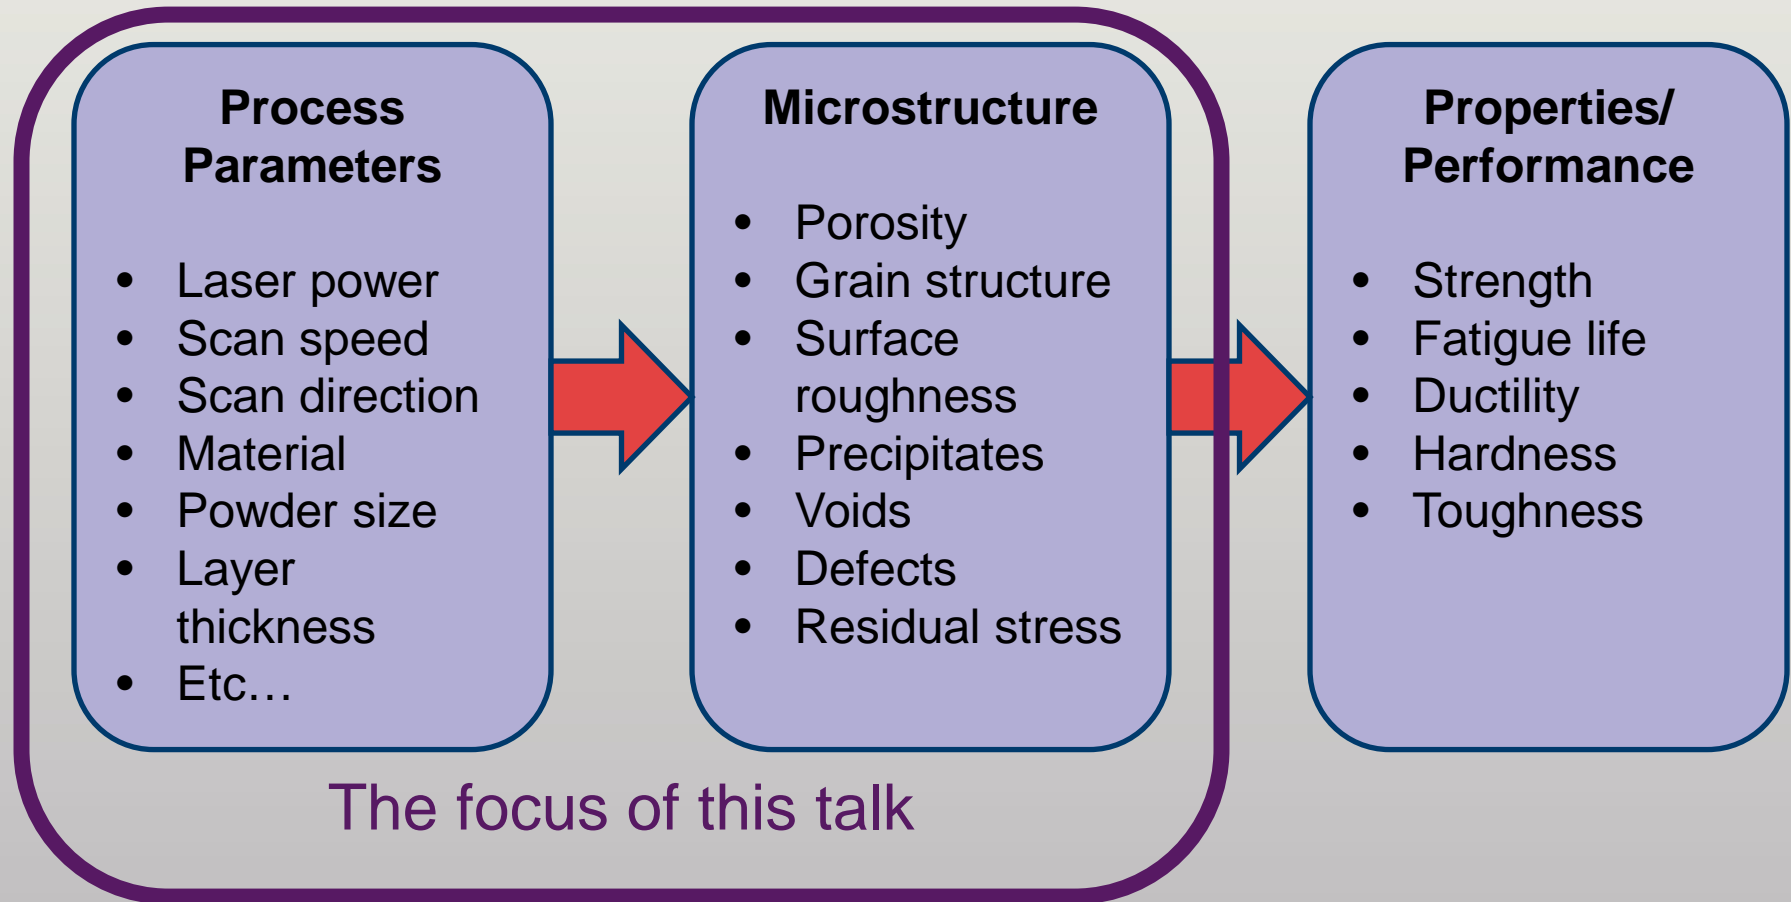 Process
Parameters
• Laser power
• Scan speed
• Scan direction
• Material
• Powder size
• Layer
thickness
• Etc…
Microstructure
• Porosity
• Grain structure
• Surface
roughness
• Precipitates
• Voids
• Defects
• Residual stress
Properties/
Performance
• Strength
• Fatigue life
• Ductility
• Hardness
• Toughness
The focus of this talk